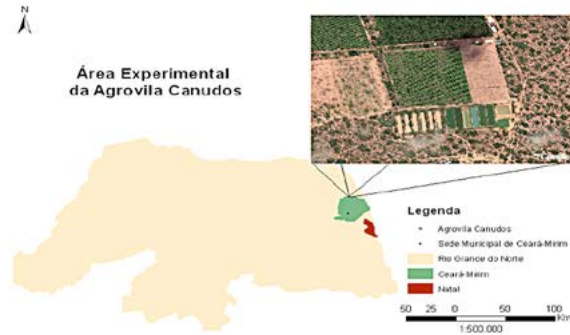 N
Área Experimental
da Agrovila Canudos
Legenda
Agrovila Canudos
Sede Municipal de Ceará-Mirim
Rio Grande do Norte
Ceará-Mirim
Natal
50 25 0 50 100
Km
1:500.000